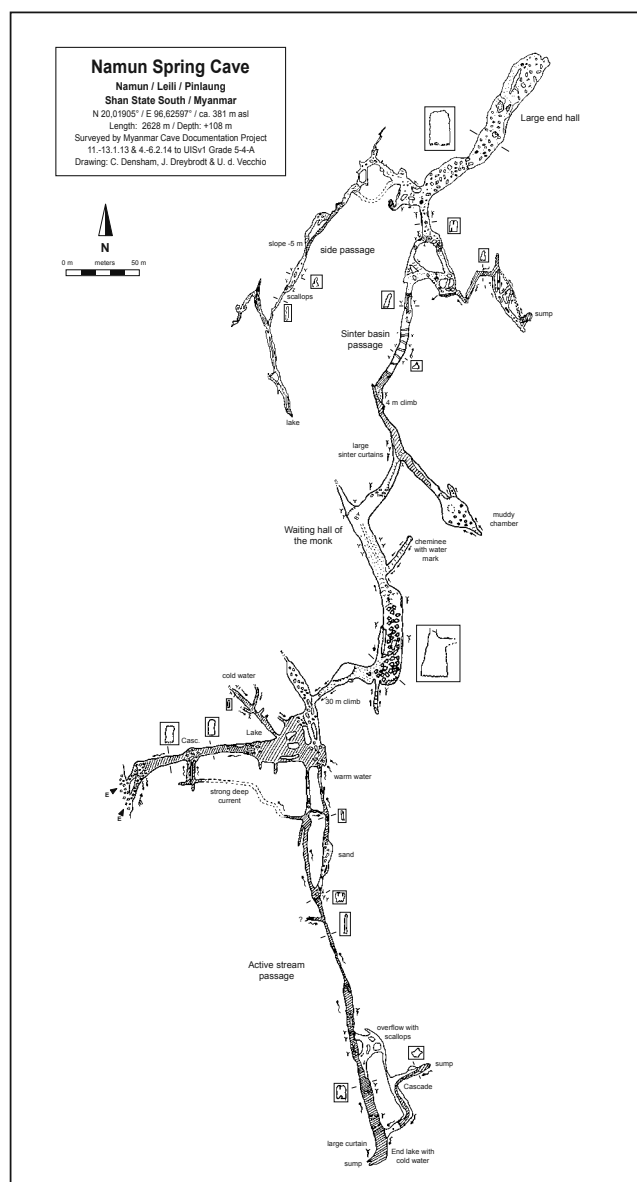 Namun Spring Cave
Namun / Leili / Pinlaung
Shan State South / Myanmar
N 20,01905° / E 96,62597° / ca. 381 m asl
Length: 2628 m / Depth: +108 m
Surveyed by Myanmar Cave Documentation Project
11.-13.1.13 & 4.-6.2.14 to UISv1 Grade 5-4-A
Drawing: C. Densham, J. Dreybrodt & U. d. Vecchio
N
0 m meters 50 m
Large end hall
side passage
slope -5 m
scallops
lake
sump
Sinter basin
passage
4 m climb
large
sinter curtains
muddy
chamber
Waiting hall of
the monk
cheminee
with water
mark
30 m climb
cold water
Lake
Casc.
warm water
E
E
strong deep
current
sand
?
Active stream
passage
overflow with
scallops
sump
Cascade
large curtain
sump
End lake with
cold water